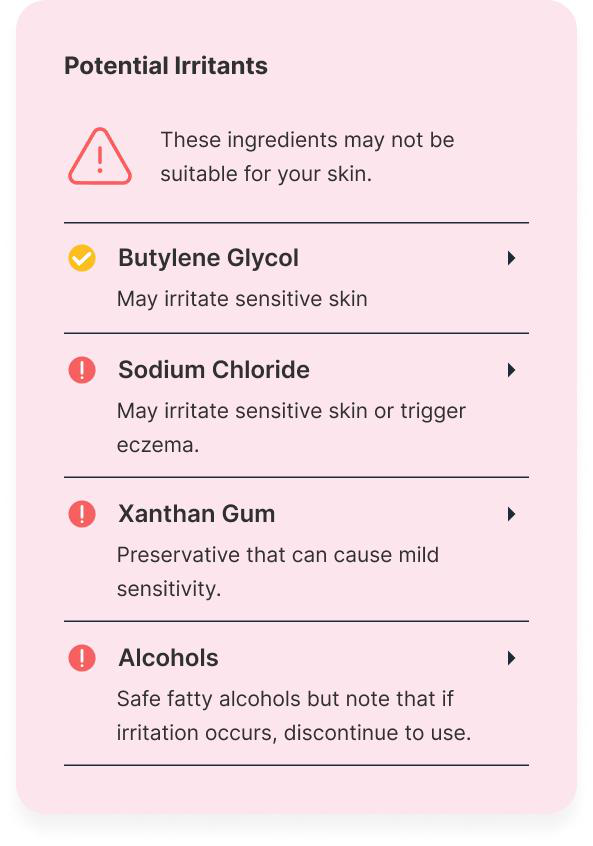 Potential Irritants
These ingredients may not be
suitable for your skin.
Butylene Glycol
May irritate sensitive skin
Sodium Chloride
May irritate sensitive skin or trigger
eczema.
Xanthan Gum
Preservative that can cause mild
sensitivity.
Alcohols
Safe fatty alcohols but note that if
irritation occurs, discontinue to use.